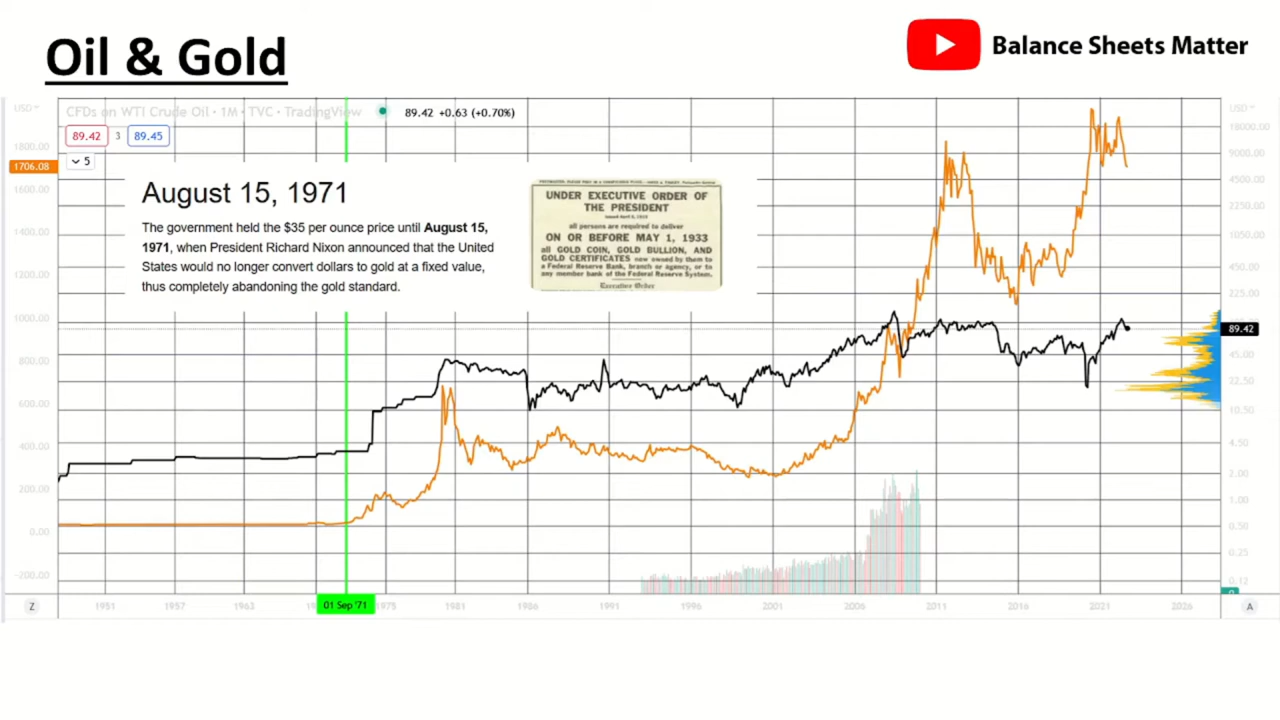 Oil & Gold
Balance Sheets Matter
USD
CFDs on WTI Crude Oil · 1M · TVC · TradingView
89.42 +0.63 (+0.70%)
USD
89.42
3
89.45
5
1800.00
1706.08
1600.00
1400.00
1200.00
1000.00
800.00
600.00
400.00
200.00
0.00
-200.00
August 15, 1971
The government held the $35 per ounce price until August 15,
1971, when President Richard Nixon announced that the United
States would no longer convert dollars to gold at a fixed value,
thus completely abandoning the gold standard.
UNDER EXECUTIVE ORDER OF
THE PRESIDENT
all persons are required to deliver
ON OR BEFORE MAY 1, 1933
all GOLD COIN, GOLD BULLION, AND
GOLD CERTIFICATES now owned by them to
a Federal Reserve Bank, branch or agency, or to
any member bank of the Federal Reserve System.
Executive Order
18000.00
9000.00
4500.00
2250.00
1050.00
450.00
225.00
89.42
45.00
22.50
10.50
4.50
2.00
1.00
0.50
0.25
0.12
Z
1951
1957
1963
01 Sep '71
1975
1981
1986
1991
1996
2001
2006
2011
2016
2021
2026
A